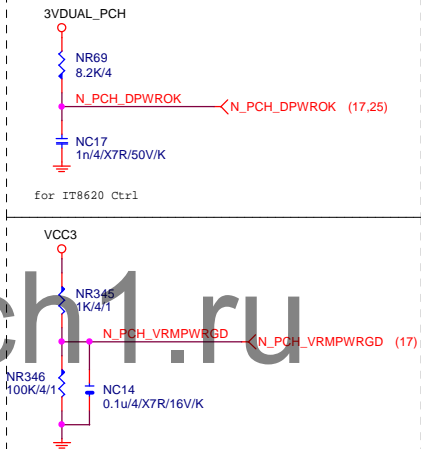 3VDUAL_PCH
NR69
8.2K/4
N_PCH_DPWROK
N_PCH_DPWROK (17,25)
NC17
1n/4/X7R/50V/K
for IT8620 Ctrl
VCC3
NR345
1K/4/1
ch1.ru
N_PCH_VRMPWRGD
N_PCH_VRMPWRGD (17)
NR346
100K/4/1
NC14
0.1u/4/X7R/16V/K